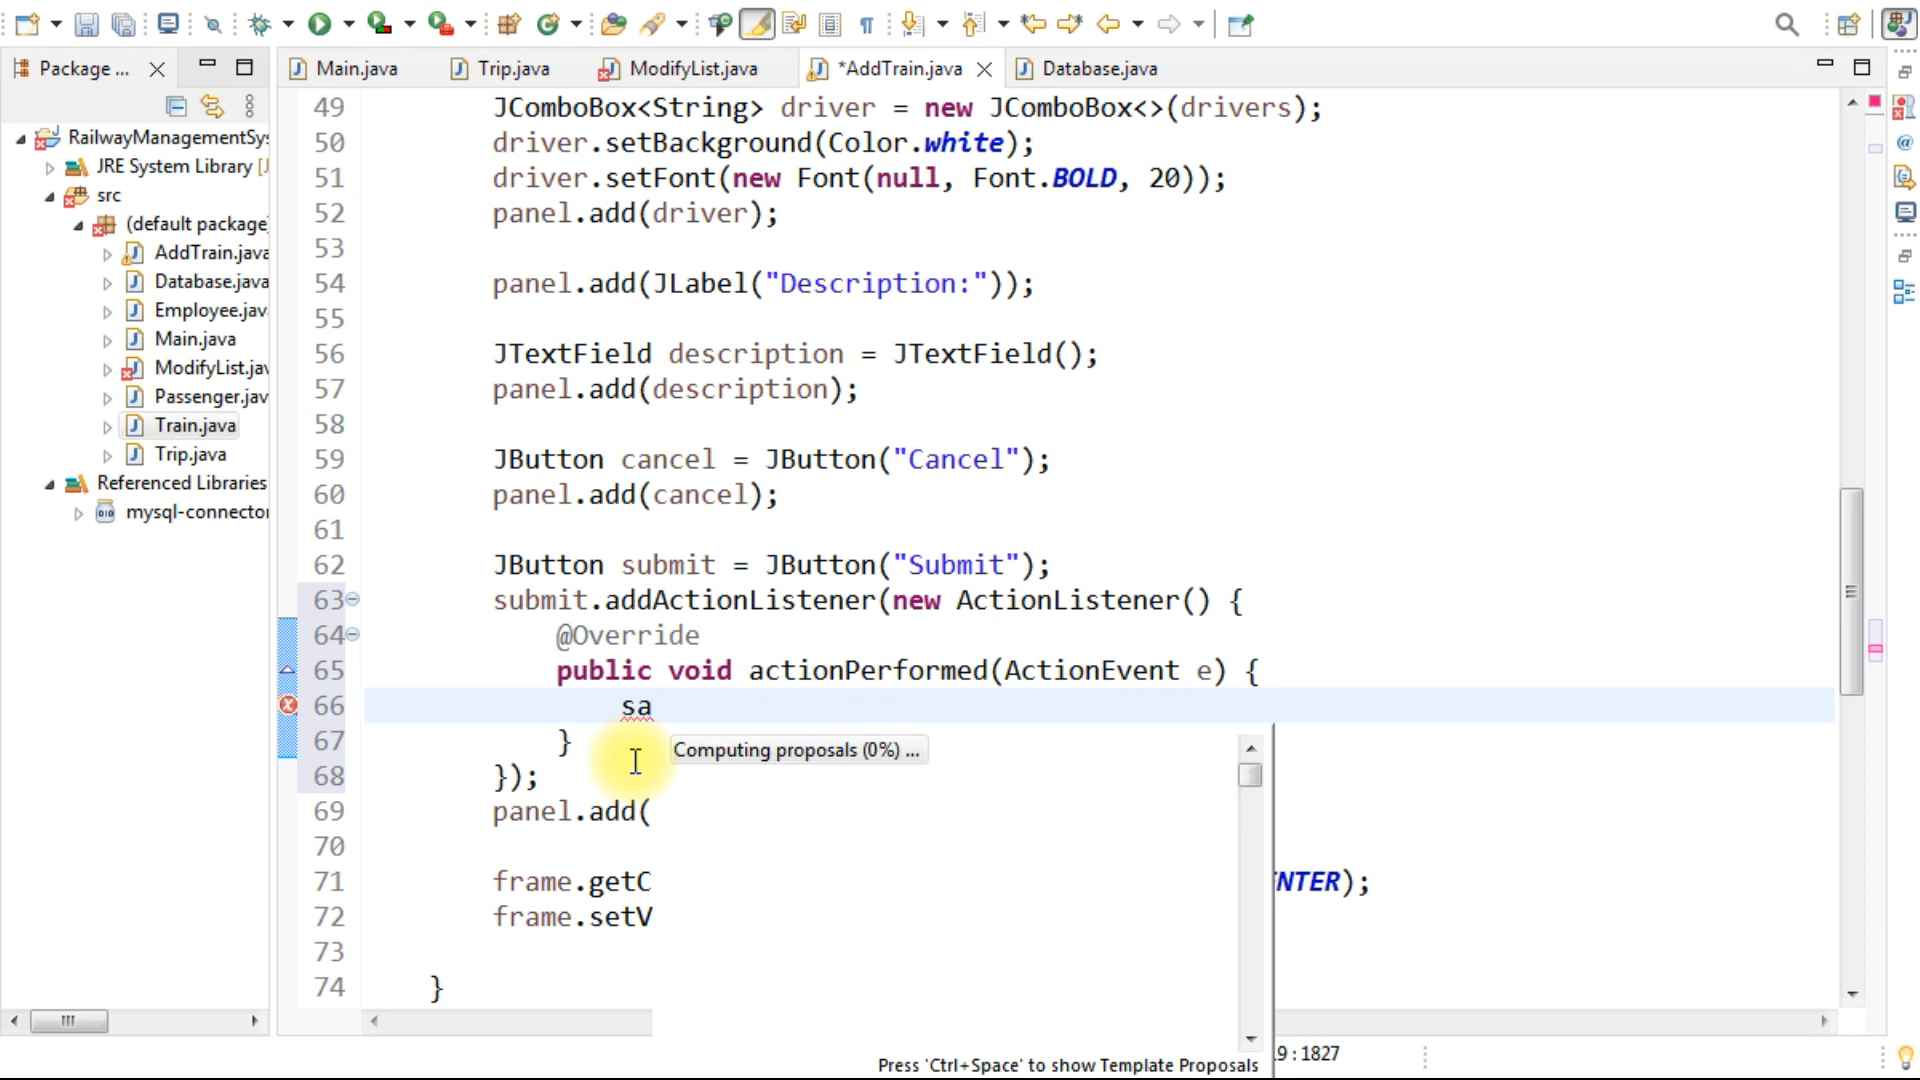 Package ...
Main.java
Trip.java
ModifyList.java
*AddTrain.java
Database.java
RailwayManagementSys
JRE System Library [J
src
(default package)
AddTrain.java
Database.java
Employee.jav
Main.java
ModifyList.jav
Passenger.jav
Train.java
Trip.java
Referenced Libraries
mysql-connector
49 JComboBox<String> driver = new JComboBox<>(drivers);
50 driver.setBackground(Color.white);
51 driver.setFont(new Font(null, Font.BOLD, 20));
52 panel.add(driver);
53
54 panel.add(JLabel("Description:"));
55
56 JTextField description = JTextField();
57 panel.add(description);
58
59 JButton cancel = JButton("Cancel");
60 panel.add(cancel);
61
62 JButton submit = JButton("Submit");
63 submit.addActionListener(new ActionListener() {
64 @Override
65 public void actionPerformed(ActionEvent e) {
66 sa
67 }
68 });
69 panel.add(
70
71 frame.getC NTER);
72 frame.setV
73
74 }
Computing proposals (0%) ...
Press 'Ctrl+Space' to show Template Proposals
9 : 1827